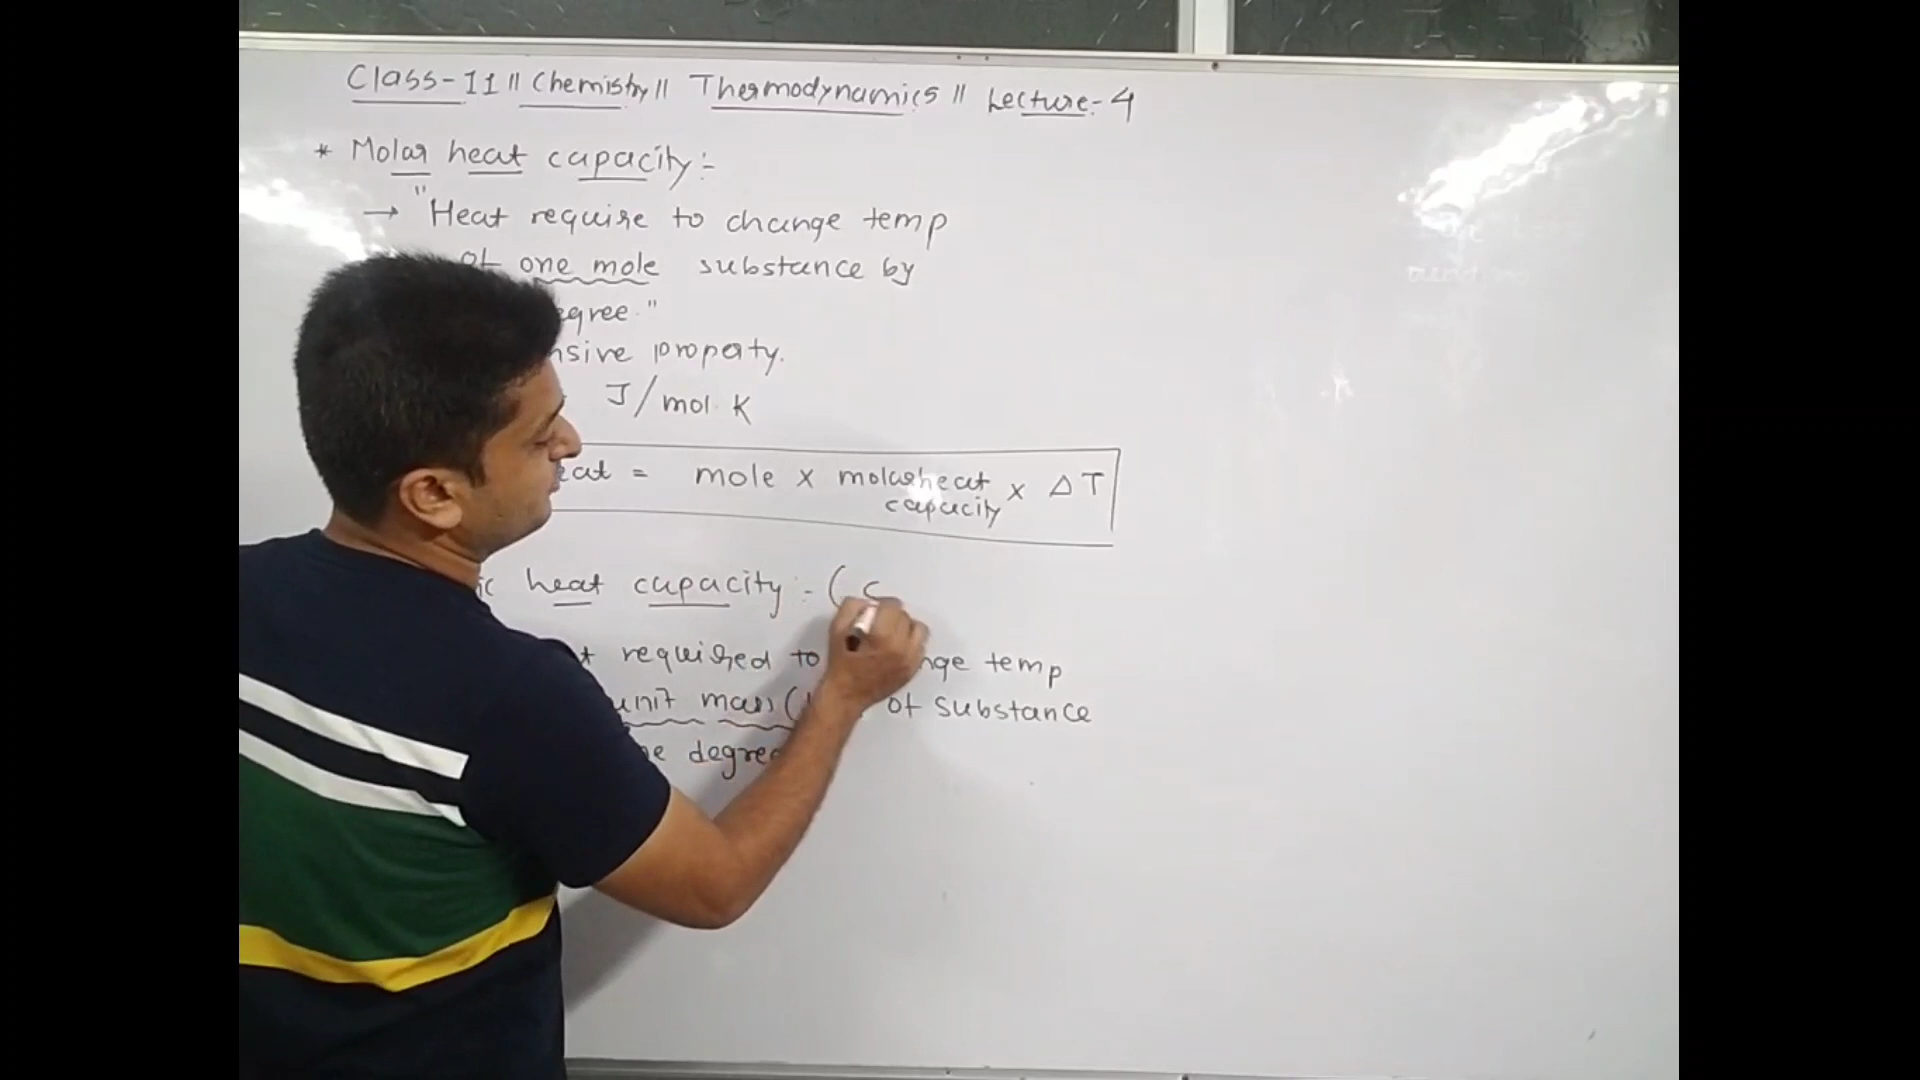 Class-11 || Chemistry || Thermodynamics || Lecture:-4
* Molar heat capacity:-
→ "Heat require to change temp
of one mole substance by
egree."
nsive property.
J/mol. K
eat = mole x molar heat capacity x ΔT
ic heat capacity:- (s
t required to nge temp
unit mass ( of substance
e degree